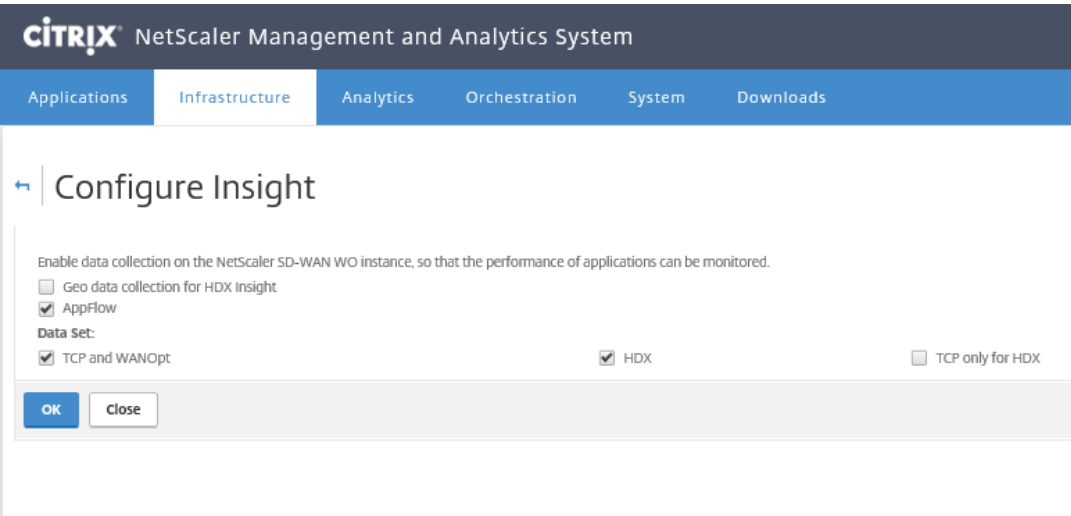 CİTRIX NetScaler Management and Analytics System
Applications Infrastructure Analytics Orchestration System Downloads
Configure Insight
Enable data collection on the NetScaler SD-WAN WO instance, so that the performance of applications can be monitored.
Geo data collection for HDX Insight
AppFlow
Data Set:
TCP and WANOpt HDX TCP only for HDX
OK Close